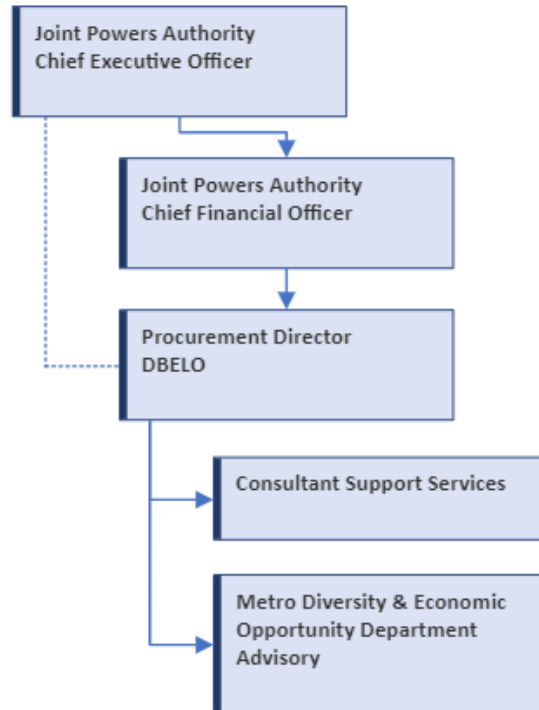 Joint Powers Authority
Chief Executive Officer
Joint Powers Authority
Chief Financial Officer
Procurement Director
DBELO
Consultant Support Services
Metro Diversity & Economic
Opportunity Department
Advisory